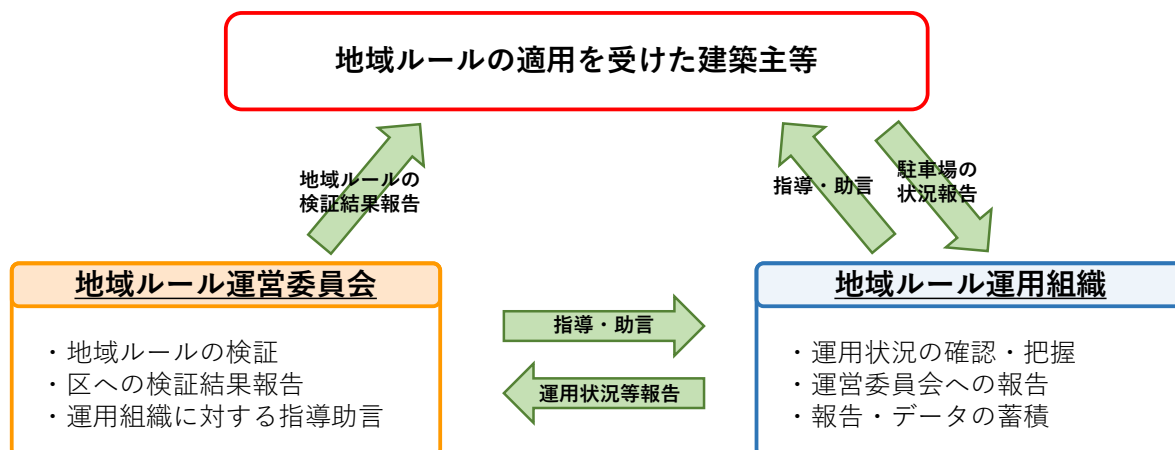 地域ルールの適用を受けた建築主等
地域ルールの
検証結果報告
指導・助言
駐車場の
状況報告
地域ルール運営委員会
・地域ルールの検証
・区への検証結果報告
・運用組織に対する指導助言
指導・助言
運用状況等報告
地域ルール運用組織
・運用状況の確認・把握
・運営委員会への報告
・報告・データの蓄積